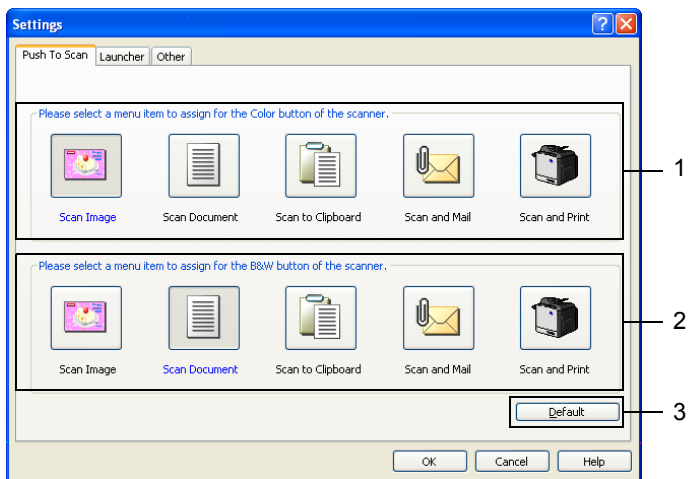 Settings
Push To Scan Launcher Other
Please select a menu item to assign for the Color button of the scanner.
Scan Image Scan Document Scan to Clipboard Scan and Mail Scan and Print
1
Please select a menu item to assign for the B&W button of the scanner.
Scan Image Scan Document Scan to Clipboard Scan and Mail Scan and Print
2
Default
3
OK Cancel Help